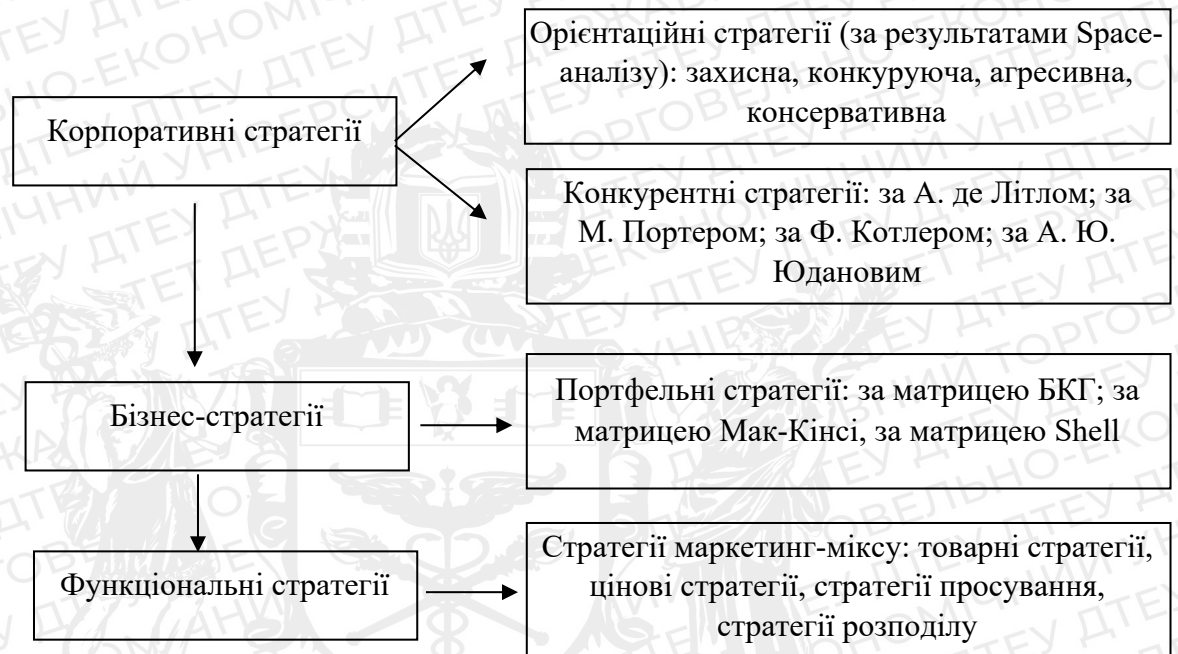 Орієнтаційні стратегії (за результатами Space-
аналізу): захисна, конкуруюча, агресивна,
консервативна
Корпоративні стратегії
Конкурентні стратегії: за А. де Літлом; за
М. Портером; за Ф. Котлером; за А. Ю.
Юдановим
Бізнес-стратегії
Портфельні стратегії: за матрицею БКГ; за
матрицею Мак-Кінсі, за матрицею Shell
Функціональні стратегії
Стратегії маркетинг-міксу: товарні стратегії,
цінові стратегії, стратегії просування,
стратегії розподілу